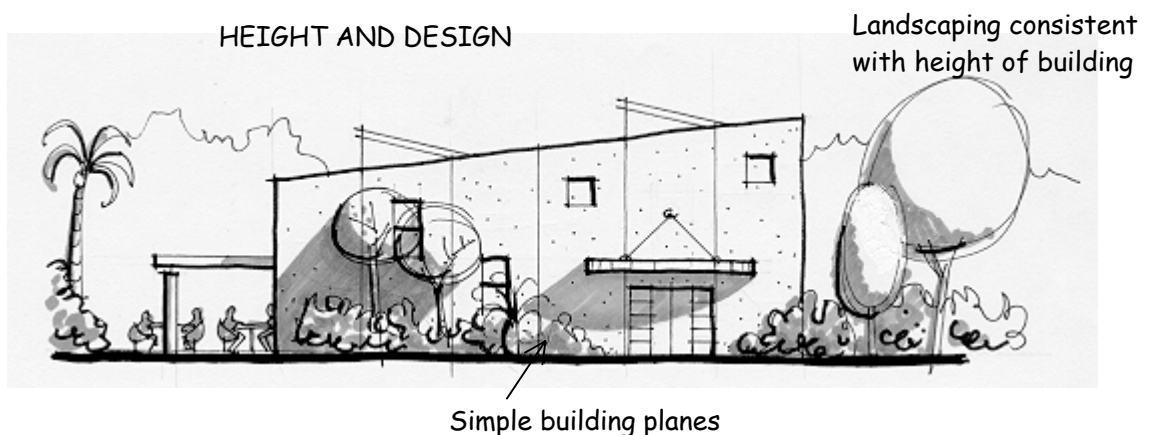 HEIGHT AND DESIGN
Landscaping consistent
with height of building
Simple building planes